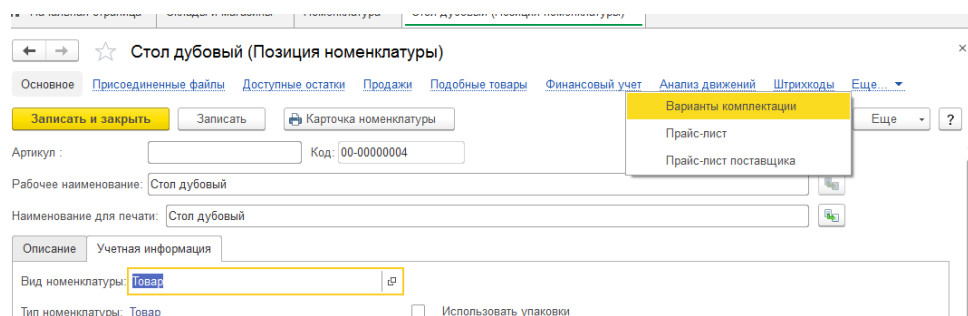 Начальная страница Склады и магазины Номенклатура Стол дубовый (Позиция номенклатуры)
Стол дубовый (Позиция номенклатуры)
Основное Присоединенные файлы Доступные остатки Продажи Подобные товары Финансовый учет Анализ движений Штрихкоды Еще...
Варианты комплектации
Записать и закрыть Записать Карточка номенклатуры Еще ?
Прайс-лист
Артикул : Код: 00-00000004
Прайс-лист поставщика
Рабочее наименование: Стол дубовый
Наименование для печати: Стол дубовый
Описание Учетная информация
Вид номенклатуры: Товар
Тип номенклатуры: Товар Использовать упаковки